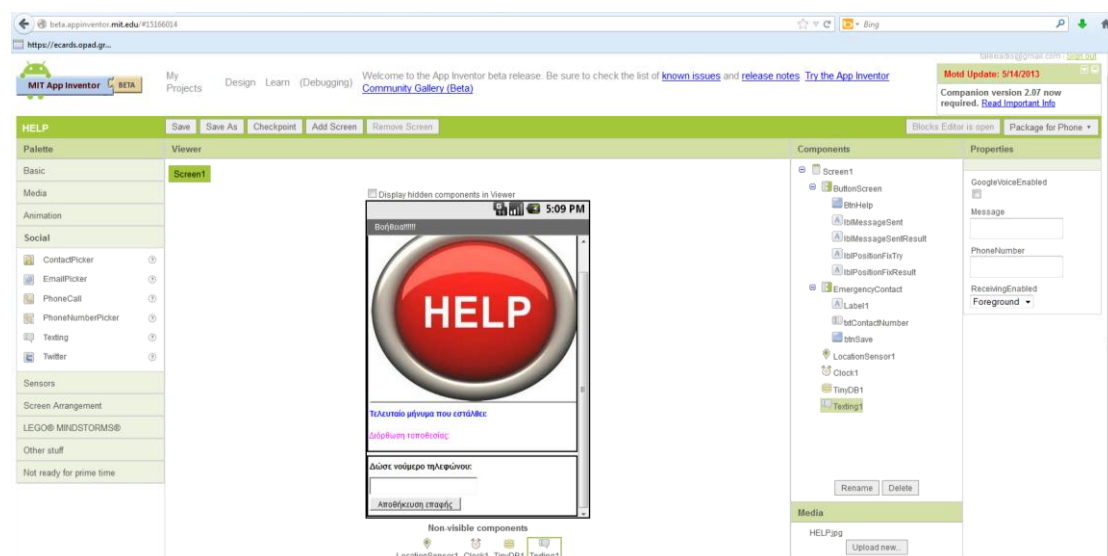 beta.appinventor.mit.edu/#15166014
Bing
https://ecards.opad.gr...
MIT App Inventor BETA
My Projects
Design Learn (Debugging)
Welcome to the App Inventor beta release. Be sure to check the list of known issues and release notes. Try the App Inventor
Community Gallery (Beta)
Sign out
Motd Update: 5/14/2013
Companion version 2.07 now
required. Read Important Info
HELP
Save Save As Checkpoint Add Screen Remove Screen
Blocks Editor is open Package for Phone
Palette
Basic
Media
Animation
Social
ContactPicker
EmailPicker
PhoneCall
PhoneNumberPicker
Texting
Twitter
Sensors
Screen Arrangement
LEGO® MINDSTORMS®
Other stuff
Not ready for prime time
Viewer
Screen1
Display hidden components in Viewer
5:09 PM
Βοήθεια!!!!!!
HELP
Τελευταίο μήνυμα που εστάλθει:
Διόρθωση τοποθεσίας:
Δώσε νούμερο τηλεφώνου:
Αποθήκευση επαφής
Non-visible components
LocationSensor1 Clock1 TinyDB1 Texting1
Components
Screen1
ButtonScreen
BtnHelp
lblMessageSent
lblMessageSentResult
lblPositionFixTry
lblPositionFixResult
EmergencyContact
Label1
txtContactNumber
btnSave
LocationSensor1
Clock1
TinyDB1
Texting1
Rename Delete
Media
HELP.jpg
Upload new...
Properties
GoogleVoiceEnabled
Message
PhoneNumber
ReceivingEnabled
Foreground